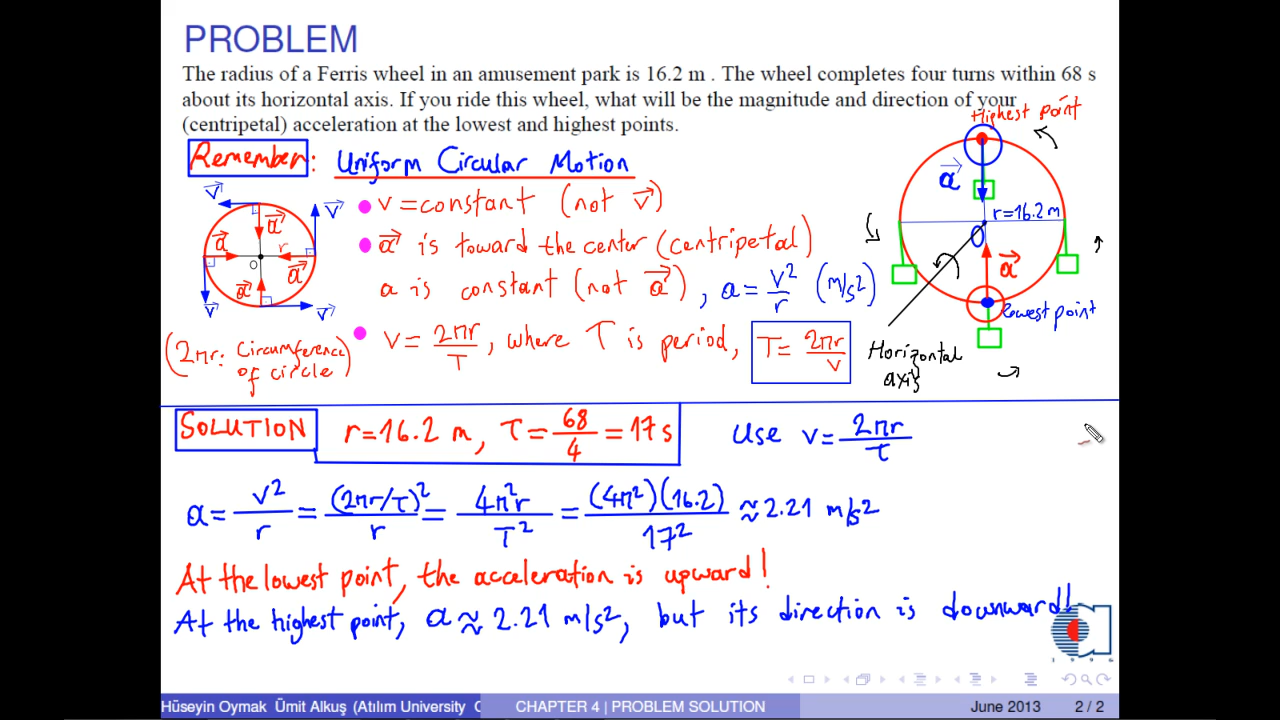 PROBLEM
The radius of a Ferris wheel in an amusement park is 16.2 m . The wheel completes four turns within 68 s
about its horizontal axis. If you ride this wheel, what will be the magnitude and direction of your
(centripetal) acceleration at the lowest and highest points.
Highest point
Remember: Uniform Circular Motion
v⃗
v⃗
a⃗
a⃗
r
O
a⃗
a⃗
v⃗
v⃗
(2πr: Circumference
of circle)
• v = constant (not v⃗)
• a⃗ is toward the center (centripetal)
a is constant (not a⃗), a = v²/r (m/s²)
• v = 2πr/T, where T is period, T = 2πr/v
a⃗
r=16.2m
O
a⃗
lowest point
Horizontal
axis
SOLUTION r=16.2 m, T = 68/4 = 17 s
Use v = 2πr/T
a = v²/r = (2πr/T)²/r = 4π²r/T² = (4π²)(16.2)/17² ≈ 2.21 m/s²
At the lowest point, the acceleration is upward!
At the highest point, a ≈ 2.21 m/s², but its direction is downward!
1996
Hüseyin Oymak Ümit Alkuş (Atılım University C CHAPTER 4 | PROBLEM SOLUTION June 2013 2 / 2